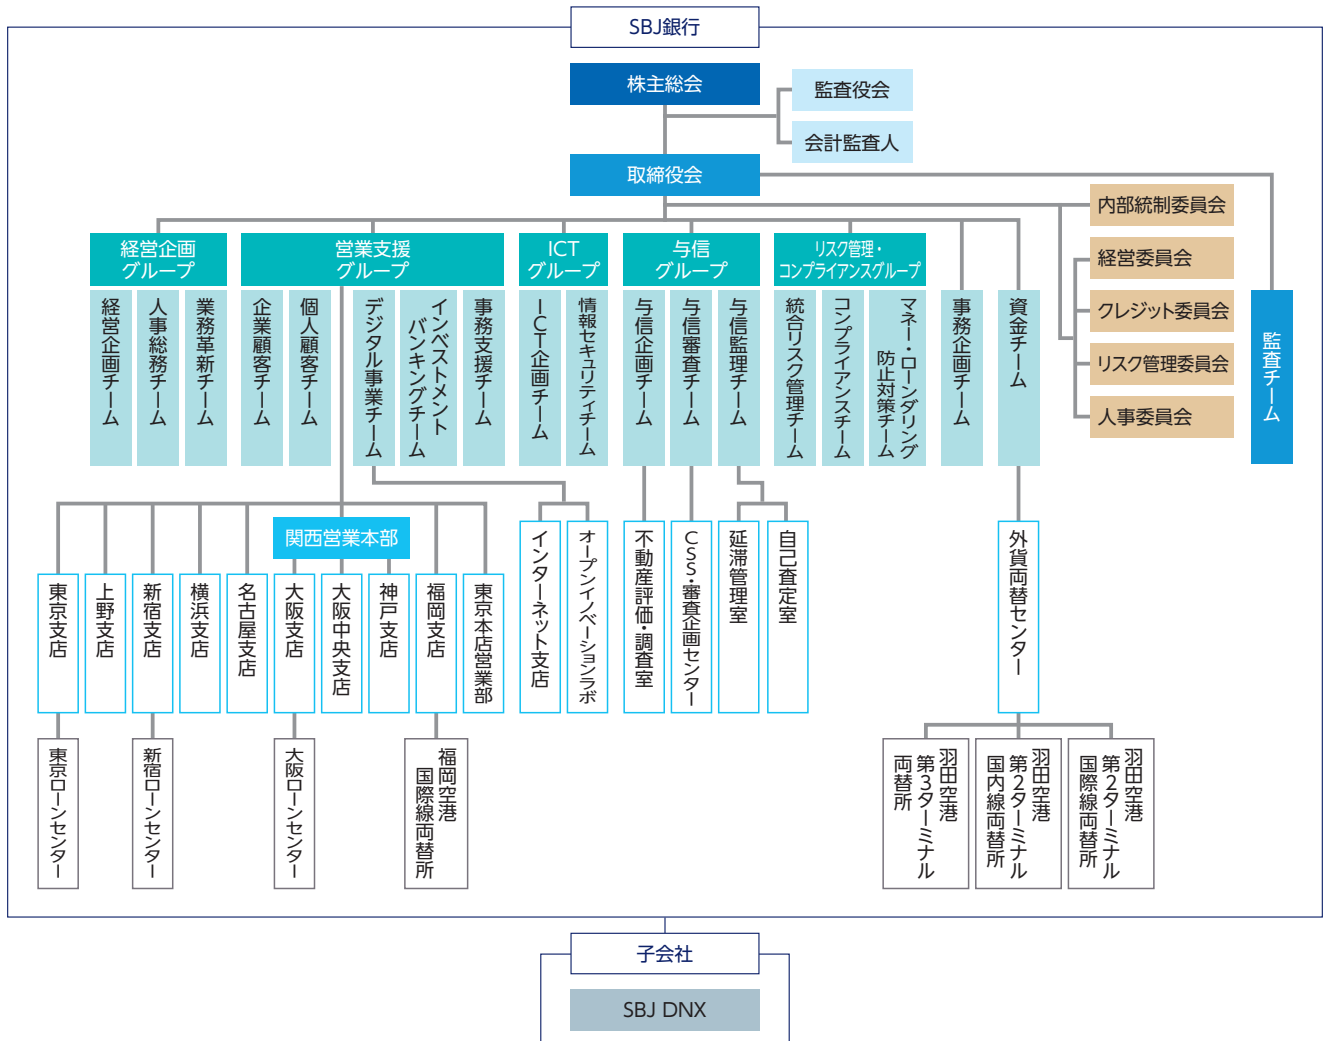 SBJ銀行
株主総会
監査役会
会計監査人
取締役会
内部統制委員会
経営委員会
クレジット委員会
リスク管理委員会
人事委員会
監査チーム
経営企画
グループ
営業支援
グループ
ICT
グループ
与信
グループ
リスク管理・
コンプライアンスグループ
経営企画チーム
人事総務チーム
業務革新チーム
企業顧客チーム
個人顧客チーム
デジタル事業チーム
インベストメント
バンキングチーム
事務支援チーム
ICT企画チーム
情報セキュリティチーム
与信企画チーム
与信審査チーム
与信監理チーム
統合リスク管理チーム
コンプライアンスチーム
マネー・ローンダリング
防止対策チーム
事務企画チーム
資金チーム
関西営業本部
東京支店
上野支店
新宿支店
横浜支店
名古屋支店
大阪支店
大阪中央支店
神戸支店
福岡支店
東京本店営業部
インターネット支店
オープンイノベーションラボ
不動産評価・調査室
CSS・審査企画センター
延滞管理室
自己査定室
外貨両替センター
東京ローンセンター
新宿ローンセンター
大阪ローンセンター
福岡空港
国際線両替所
羽田空港
第3ターミナル
両替所
羽田空港
第2ターミナル
国内線両替所
羽田空港
第2ターミナル
国際線両替所
子会社
SBJ DNX